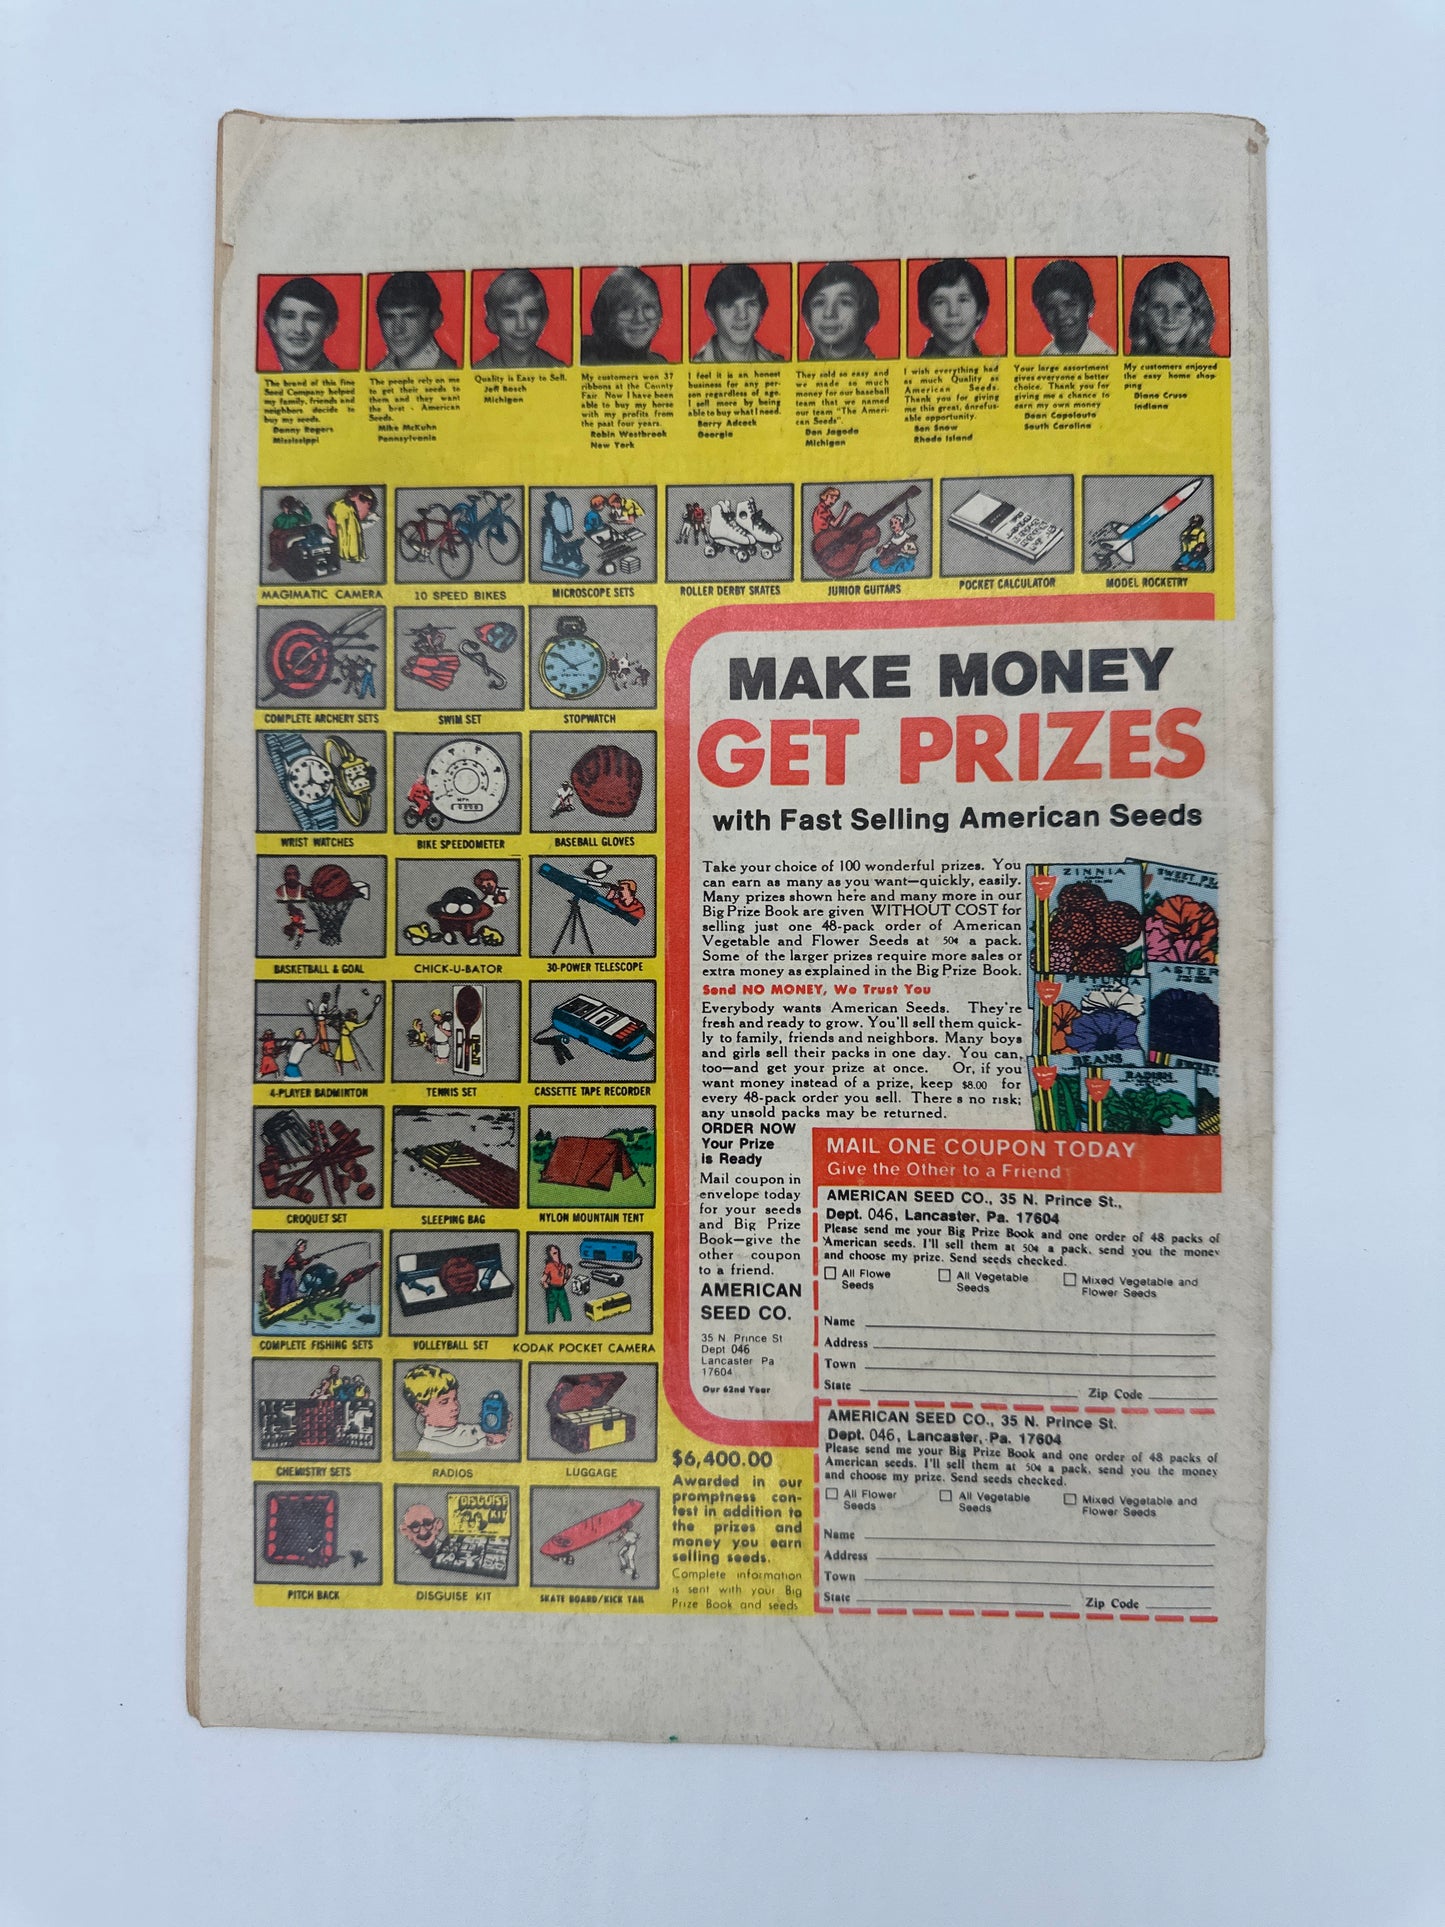 The brand of this fine
Seed Company helped
my family, friends and
neighbors decide to
buy my seeds.
Danny Rogers
Mississippi
The people rely on me
to get their seeds to
them and they want
the best - American
Seeds.
Mike McKuhn
Pennsylvania
Quality is Easy to Sell.
Jeff Bosch
Michigan
My customers won 37
ribbons at the County
Fair. Now I have been
able to buy my horse
with my profits from
the past four years.
Robin Westbrook
New York
I feel it is an honest
business for any per-
son regardless of age.
I sell more by being
able to buy what I need.
Barry Adcock
Georgia
They sold so easy and
we made so much
money for our baseball
team that we named
our team "The Ameri-
can Seeds".
Don Jagoda
Michigan
I wish everything had
as much Quality as
American Seeds.
Thank you for giving
me this great, unrefus-
able opportunity.
Ben Snow
Rhode Island
Your large assortment
gives everyone a better
choice. Thank you for
giving me a chance to
earn my own money
Dean Capolouto
South Carolina
My customers enjoyed
the easy home shop
ping
Diane Cruse
Indiana
MAGIMATIC CAMERA
10 SPEED BIKES
MICROSCOPE SETS
ROLLER DERBY SKATES
JUNIOR GUITARS
POCKET CALCULATOR
MODEL ROCKETRY
COMPLETE ARCHERY SETS
SWIM SET
STOPWATCH
WRIST WATCHES
BIKE SPEEDOMETER
BASEBALL GLOVES
BASKETBALL & GOAL
CHICK-U-BATOR
30-POWER TELESCOPE
4-PLAYER BADMINTON
TENNIS SET
CASSETTE TAPE RECORDER
CROQUET SET
SLEEPING BAG
NYLON MOUNTAIN TENT
COMPLETE FISHING SETS
VOLLEYBALL SET
KODAK POCKET CAMERA
CHEMISTRY SETS
RADIOS
LUGGAGE
PITCH BACK
DISGUISE KIT
DISGUISE KIT
SKATE BOARD/KICK TAIL
MAKE MONEY
GET PRIZES
with Fast Selling American Seeds
Take your choice of 100 wonderful prizes. You
can earn as many as you want—quickly, easily.
Many prizes shown here and many more in our
Big Prize Book are given WITHOUT COST for
selling just one 48-pack order of American
Vegetable and Flower Seeds at 50¢ a pack.
Some of the larger prizes require more sales or
extra money as explained in the Big Prize Book.
Send NO MONEY, We Trust You
Everybody wants American Seeds. They're
fresh and ready to grow. You'll sell them quick-
ly to family, friends and neighbors. Many boys
and girls sell their packs in one day. You can,
too—and get your prize at once. Or, if you
want money instead of a prize, keep $8.00 for
every 48-pack order you sell. There s no risk;
any unsold packs may be returned.
ZINNIA
SWEET
PETUNIA
ASTER
BEANS
RADISH
SWEET
ORDER NOW
Your Prize
is Ready
Mail coupon in
envelope today
for your seeds
and Big Prize
Book—give the
other coupon
to a friend.
AMERICAN
SEED CO.
35 N. Prince St
Dept 046
Lancaster Pa
17604
Our 62nd Year
MAIL ONE COUPON TODAY
Give the Other to a Friend
AMERICAN SEED CO., 35 N. Prince St.,
Dept. 046, Lancaster, Pa. 17604
Please send me your Big Prize Book and one order of 48 packs of
American seeds. I'll sell them at 50¢ a pack, send you the money
and choose my prize. Send seeds checked.
All Flowe
Seeds
All Vegetable
Seeds
Mixed Vegetable and
Flower Seeds
Name
Address
Town
State Zip Code
AMERICAN SEED CO., 35 N. Prince St.
Dept. 046, Lancaster, Pa. 17604
Please send me your Big Prize Book and one order of 48 packs of
American seeds. I'll sell them at 50¢ a pack, send you the money
and choose my prize. Send seeds checked.
All Flower
Seeds
All Vegetable
Seeds
Mixed Vegetable and
Flower Seeds
Name
Address
Town
State Zip Code
$6,400.00
Awarded in our
promptness con-
test in addition to
the prizes and
money you earn
selling seeds.
Complete information
is sent with your Big
Prize Book and seeds